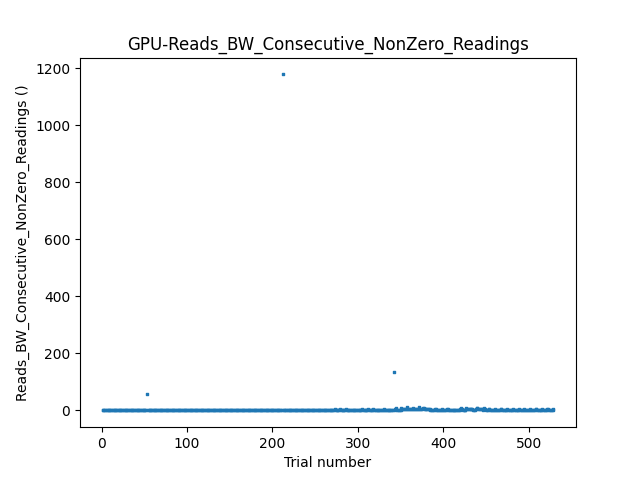 GPU-Reads_BW_Consecutive_NonZero_Readings
Reads_BW_Consecutive_NonZero_Readings ()
1200
1000
800
600
400
200
0
0 100 200 300 400 500
Trial number